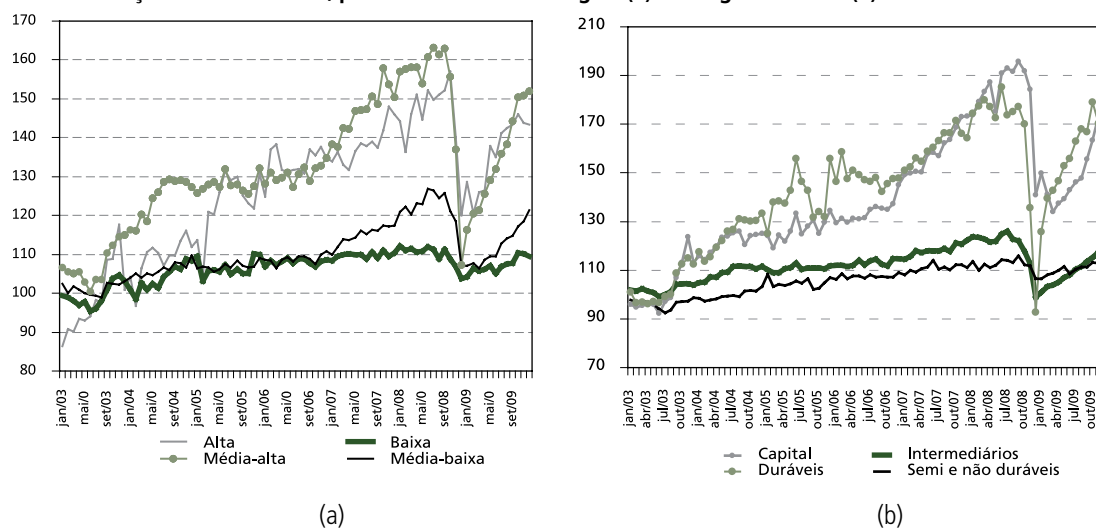 170
160
150
140
130
120
110
100
90
80
jan/03
mai/0
set/03
jan/04
mai/0
set/04
jan/05
mai/0
set/05
jan/06
mai/0
set/06
jan/07
mai/0
set/07
jan/08
mai/0
set/08
jan/09
mai/0
set/09
Alta
Baixa
Média-alta
Média-baixa
(a)
210
190
170
150
130
110
90
70
jan/03
abr/03
jul/03
out/03
jan/04
abr/04
jul/04
out/04
jan/05
abr/05
jul/05
out/05
jan/06
abr/06
jul/06
out/06
jan/07
abr/07
jul/07
out/07
jan/08
abr/08
jul/08
out/08
jan/09
abr/09
jul/09
out/09
Capital
Intermediários
Duráveis
Semi e não duráveis
(b)